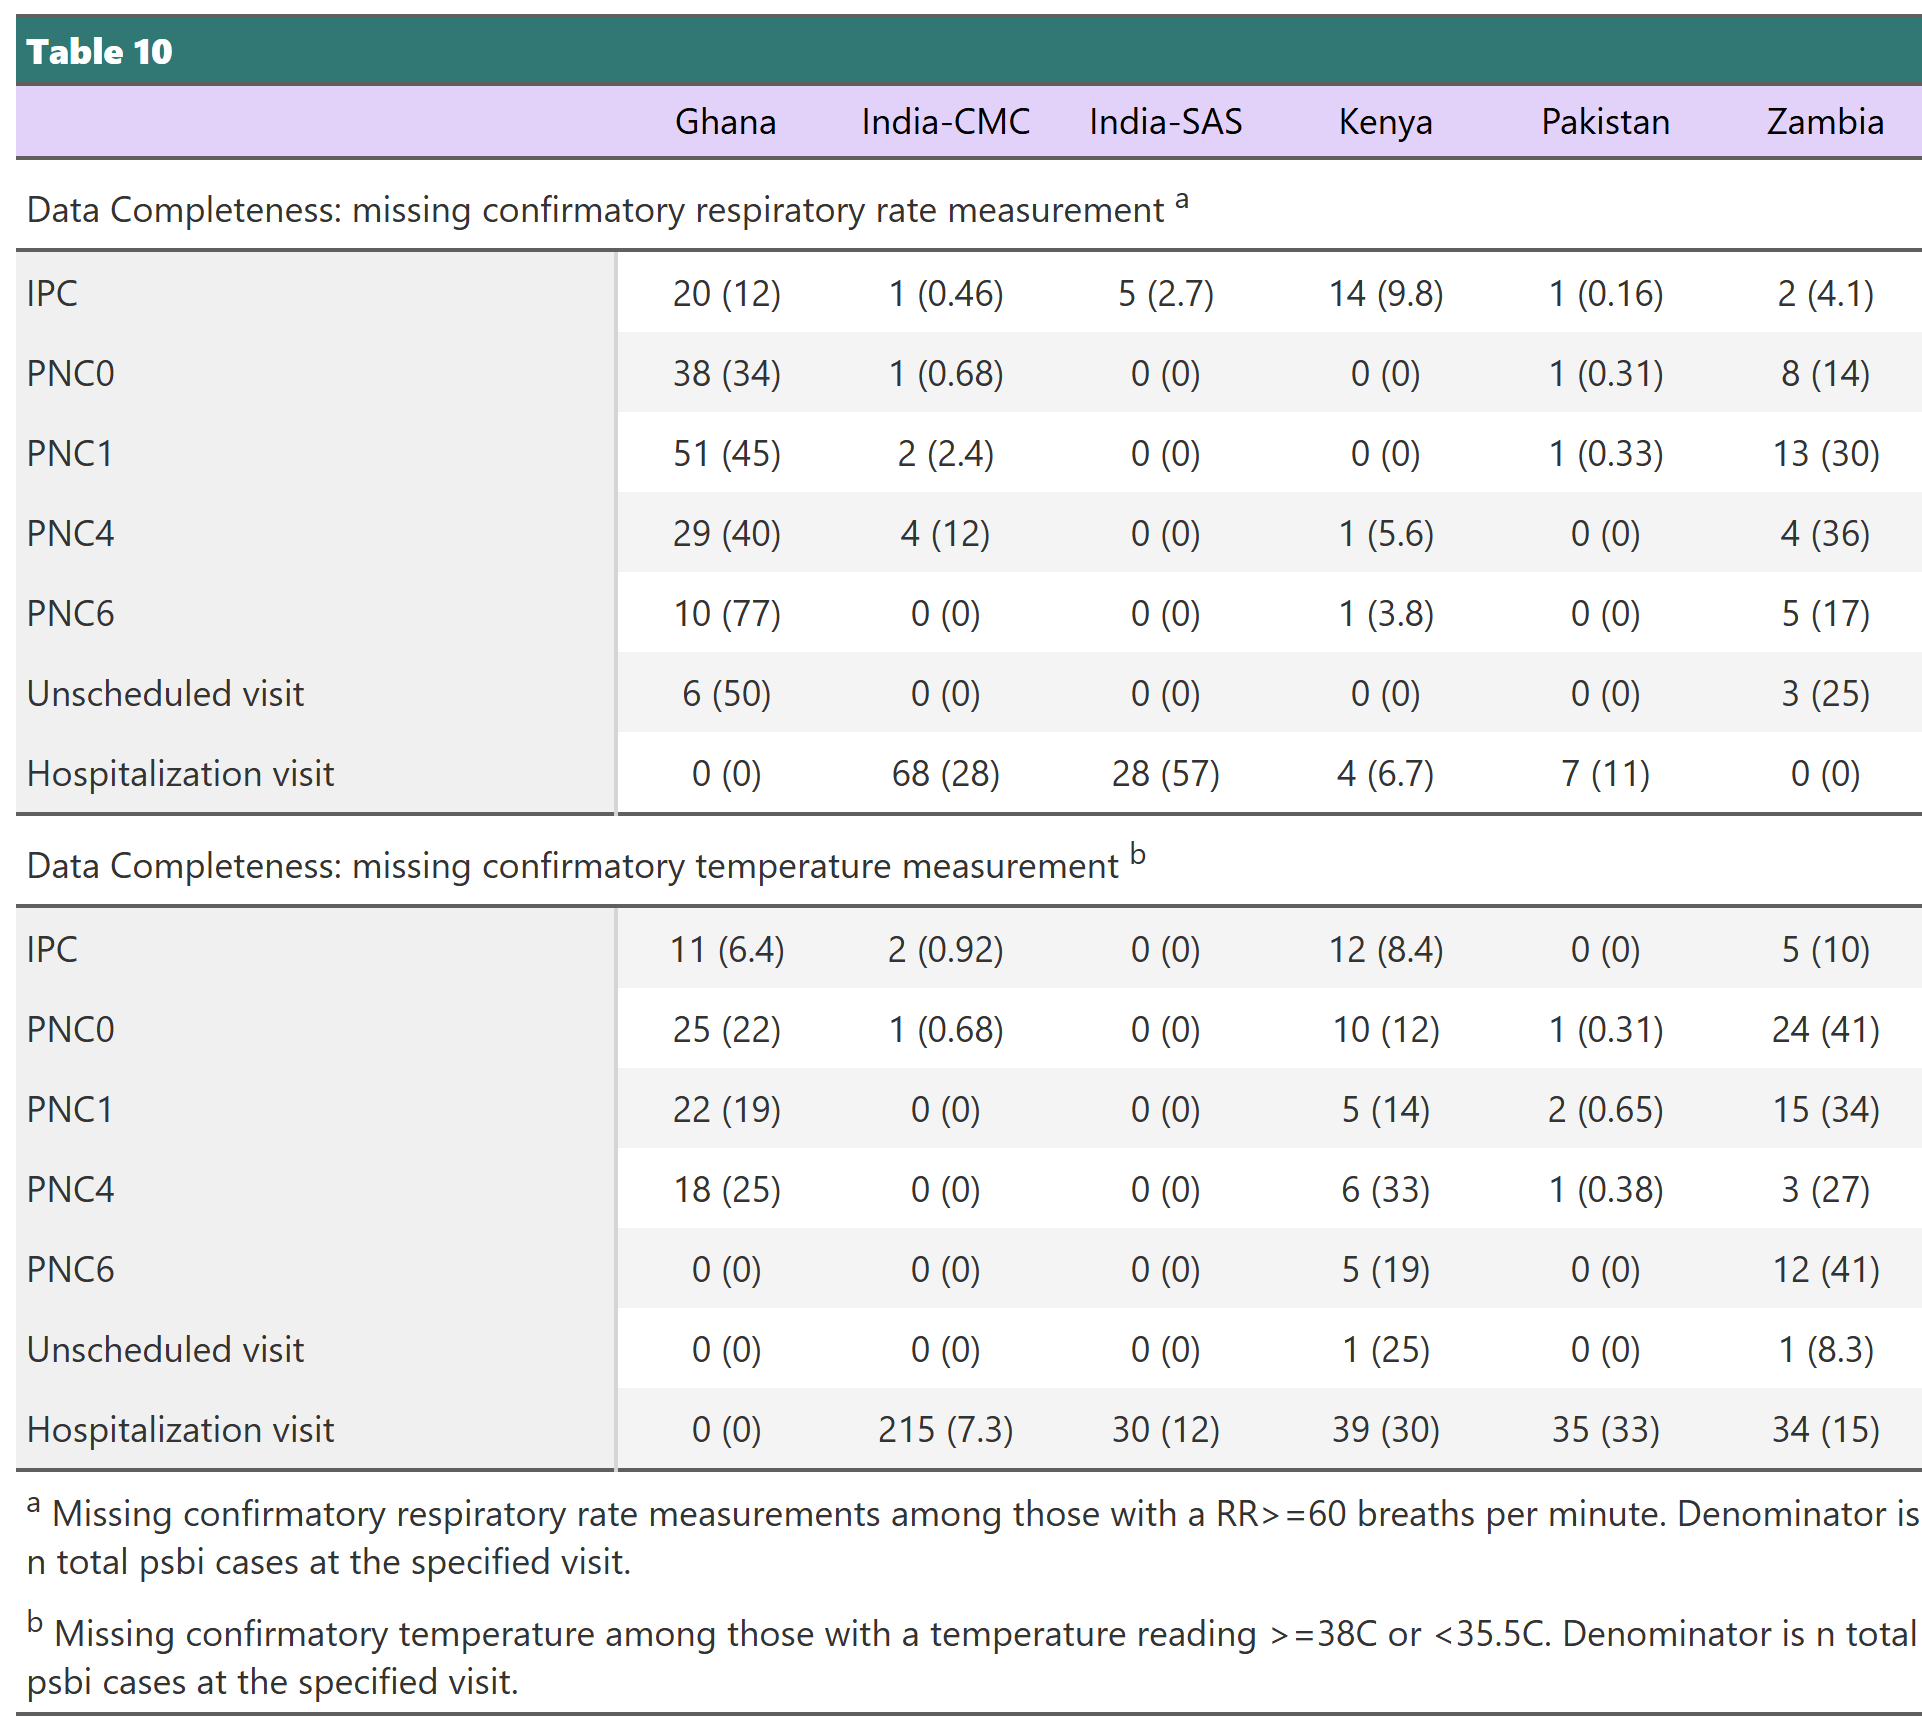 Table 10
Ghana India-CMC India-SAS Kenya Pakistan Zambia
Data Completeness: missing confirmatory respiratory rate measurement a
IPC 20 (12) 1 (0.46) 5 (2.7) 14 (9.8) 1 (0.16) 2 (4.1)
PNC0 38 (34) 1 (0.68) 0 (0) 0 (0) 1 (0.31) 8 (14)
PNC1 51 (45) 2 (2.4) 0 (0) 0 (0) 1 (0.33) 13 (30)
PNC4 29 (40) 4 (12) 0 (0) 1 (5.6) 0 (0) 4 (36)
PNC6 10 (77) 0 (0) 0 (0) 1 (3.8) 0 (0) 5 (17)
Unscheduled visit 6 (50) 0 (0) 0 (0) 0 (0) 0 (0) 3 (25)
Hospitalization visit 0 (0) 68 (28) 28 (57) 4 (6.7) 7 (11) 0 (0)
Data Completeness: missing confirmatory temperature measurement b
IPC 11 (6.4) 2 (0.92) 0 (0) 12 (8.4) 0 (0) 5 (10)
PNC0 25 (22) 1 (0.68) 0 (0) 10 (12) 1 (0.31) 24 (41)
PNC1 22 (19) 0 (0) 0 (0) 5 (14) 2 (0.65) 15 (34)
PNC4 18 (25) 0 (0) 0 (0) 6 (33) 1 (0.38) 3 (27)
PNC6 0 (0) 0 (0) 0 (0) 5 (19) 0 (0) 12 (41)
Unscheduled visit 0 (0) 0 (0) 0 (0) 1 (25) 0 (0) 1 (8.3)
Hospitalization visit 0 (0) 215 (7.3) 30 (12) 39 (30) 35 (33) 34 (15)
a Missing confirmatory respiratory rate measurements among those with a RR>=60 breaths per minute. Denominator is
n total psbi cases at the specified visit.
b Missing confirmatory temperature among those with a temperature reading >=38C or <35.5C. Denominator is n total
psbi cases at the specified visit.